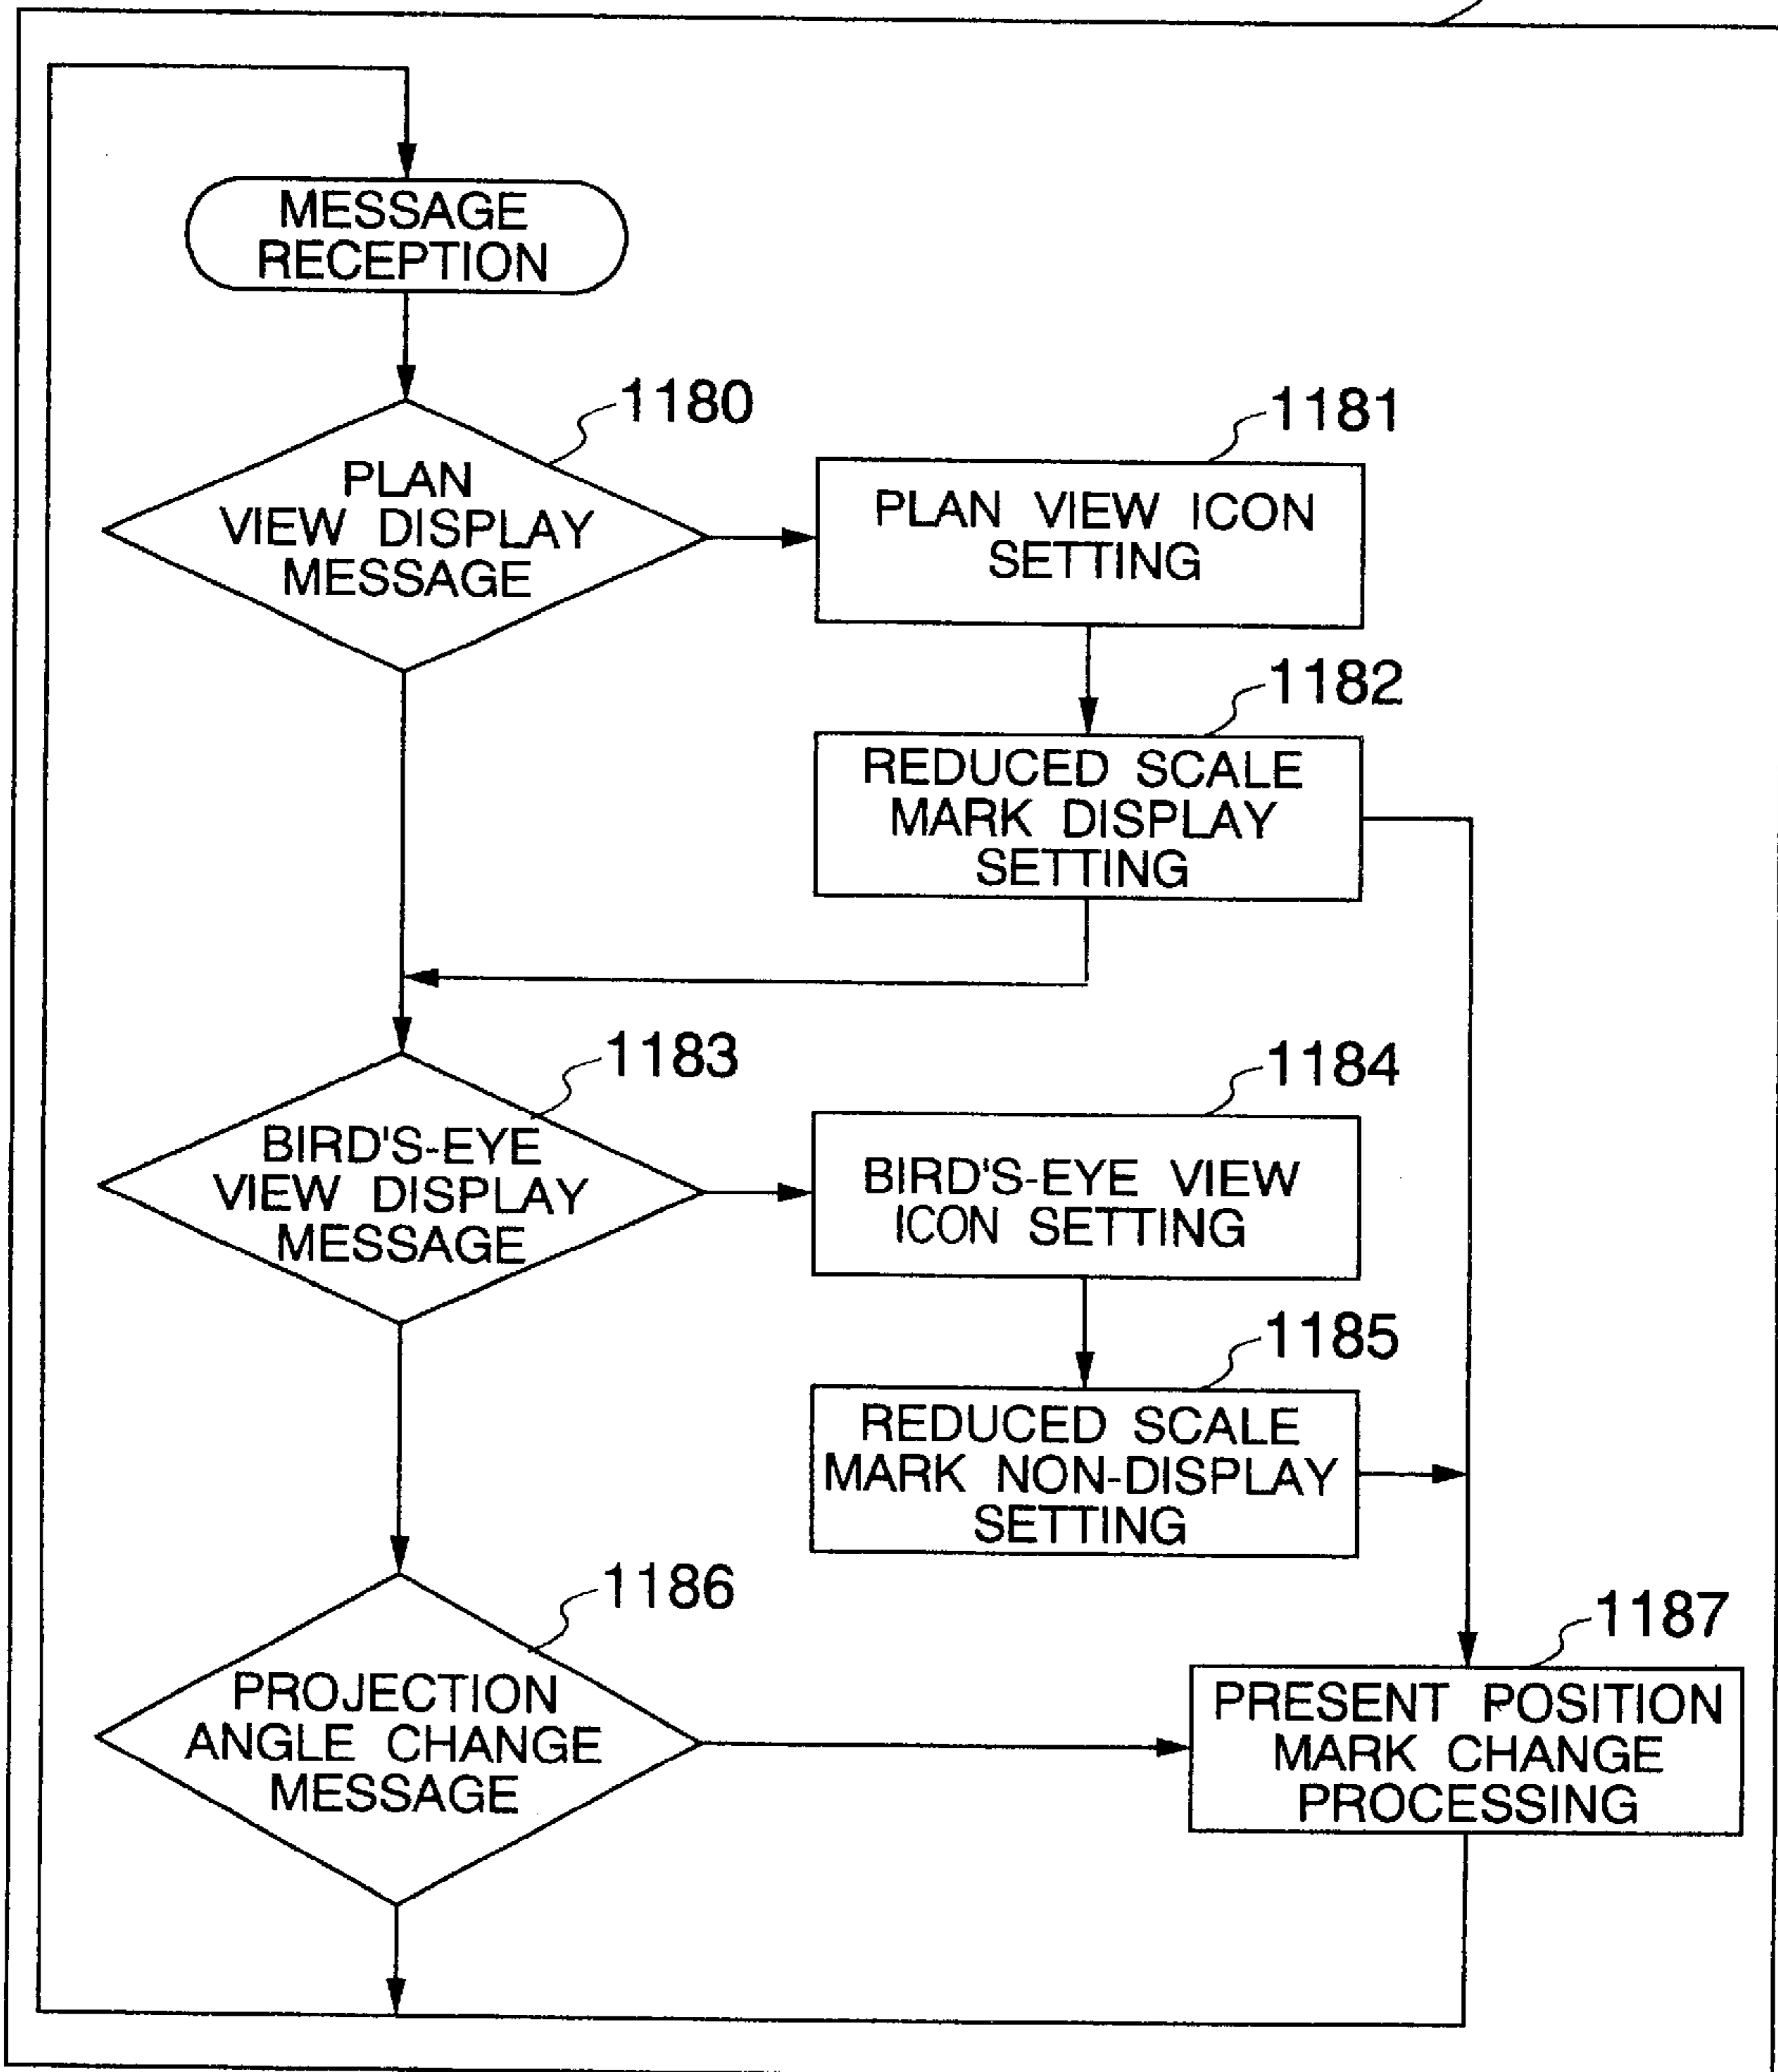 MESSAGE
RECEPTION
1180
PLAN
VIEW DISPLAY
MESSAGE
1181
PLAN VIEW ICON
SETTING
1182
REDUCED SCALE
MARK DISPLAY
SETTING
1183
BIRD'S-EYE
VIEW DISPLAY
MESSAGE
1184
BIRD'S-EYE VIEW
ICON SETTING
1185
REDUCED SCALE
MARK NON-DISPLAY
SETTING
1186
PROJECTION
ANGLE CHANGE
MESSAGE
1187
PRESENT POSITION
MARK CHANGE
PROCESSING